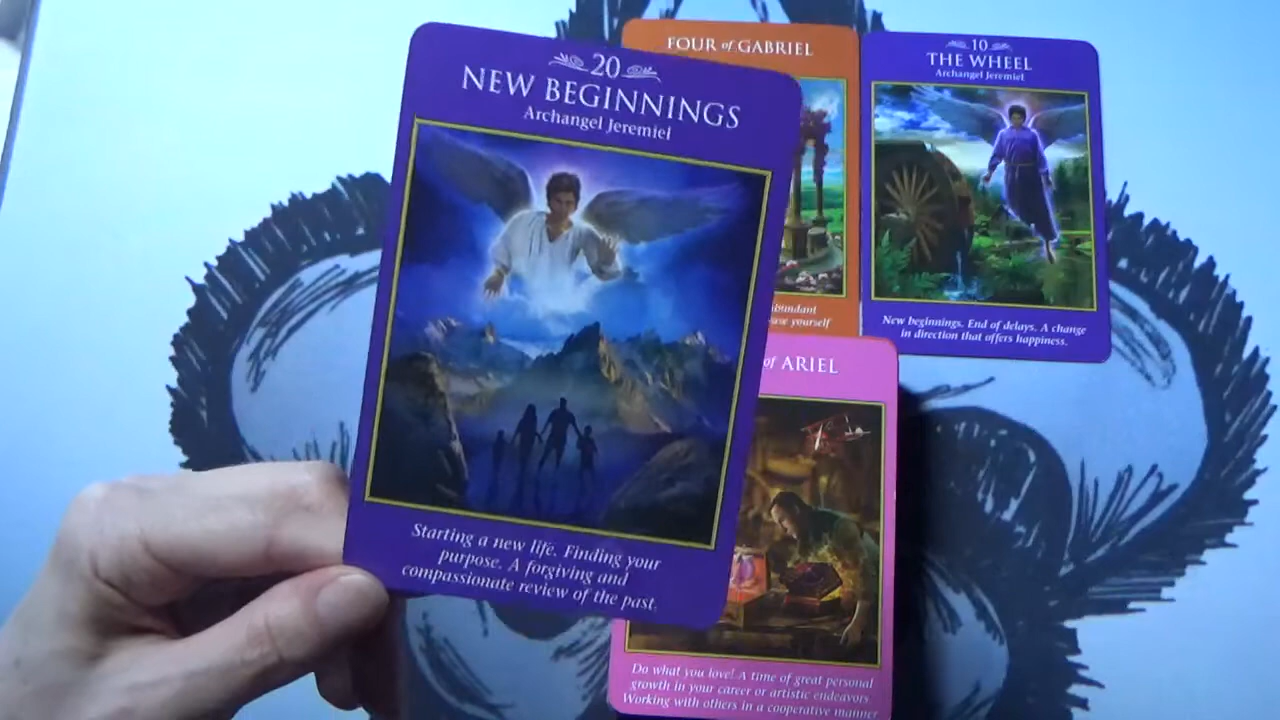 20
NEW BEGINNINGS
Archangel Jeremiel
Starting a new life. Finding your
purpose. A forgiving and
compassionate review of the past.
FOUR of GABRIEL
yourself
10
THE WHEEL
Archangel Jeremiel
New beginnings. End of delays. A change
in direction that offers happiness.
of ARIEL
Do what you love! A time of great personal
growth in your career or artistic endeavors.
Working with others in a cooperative manner